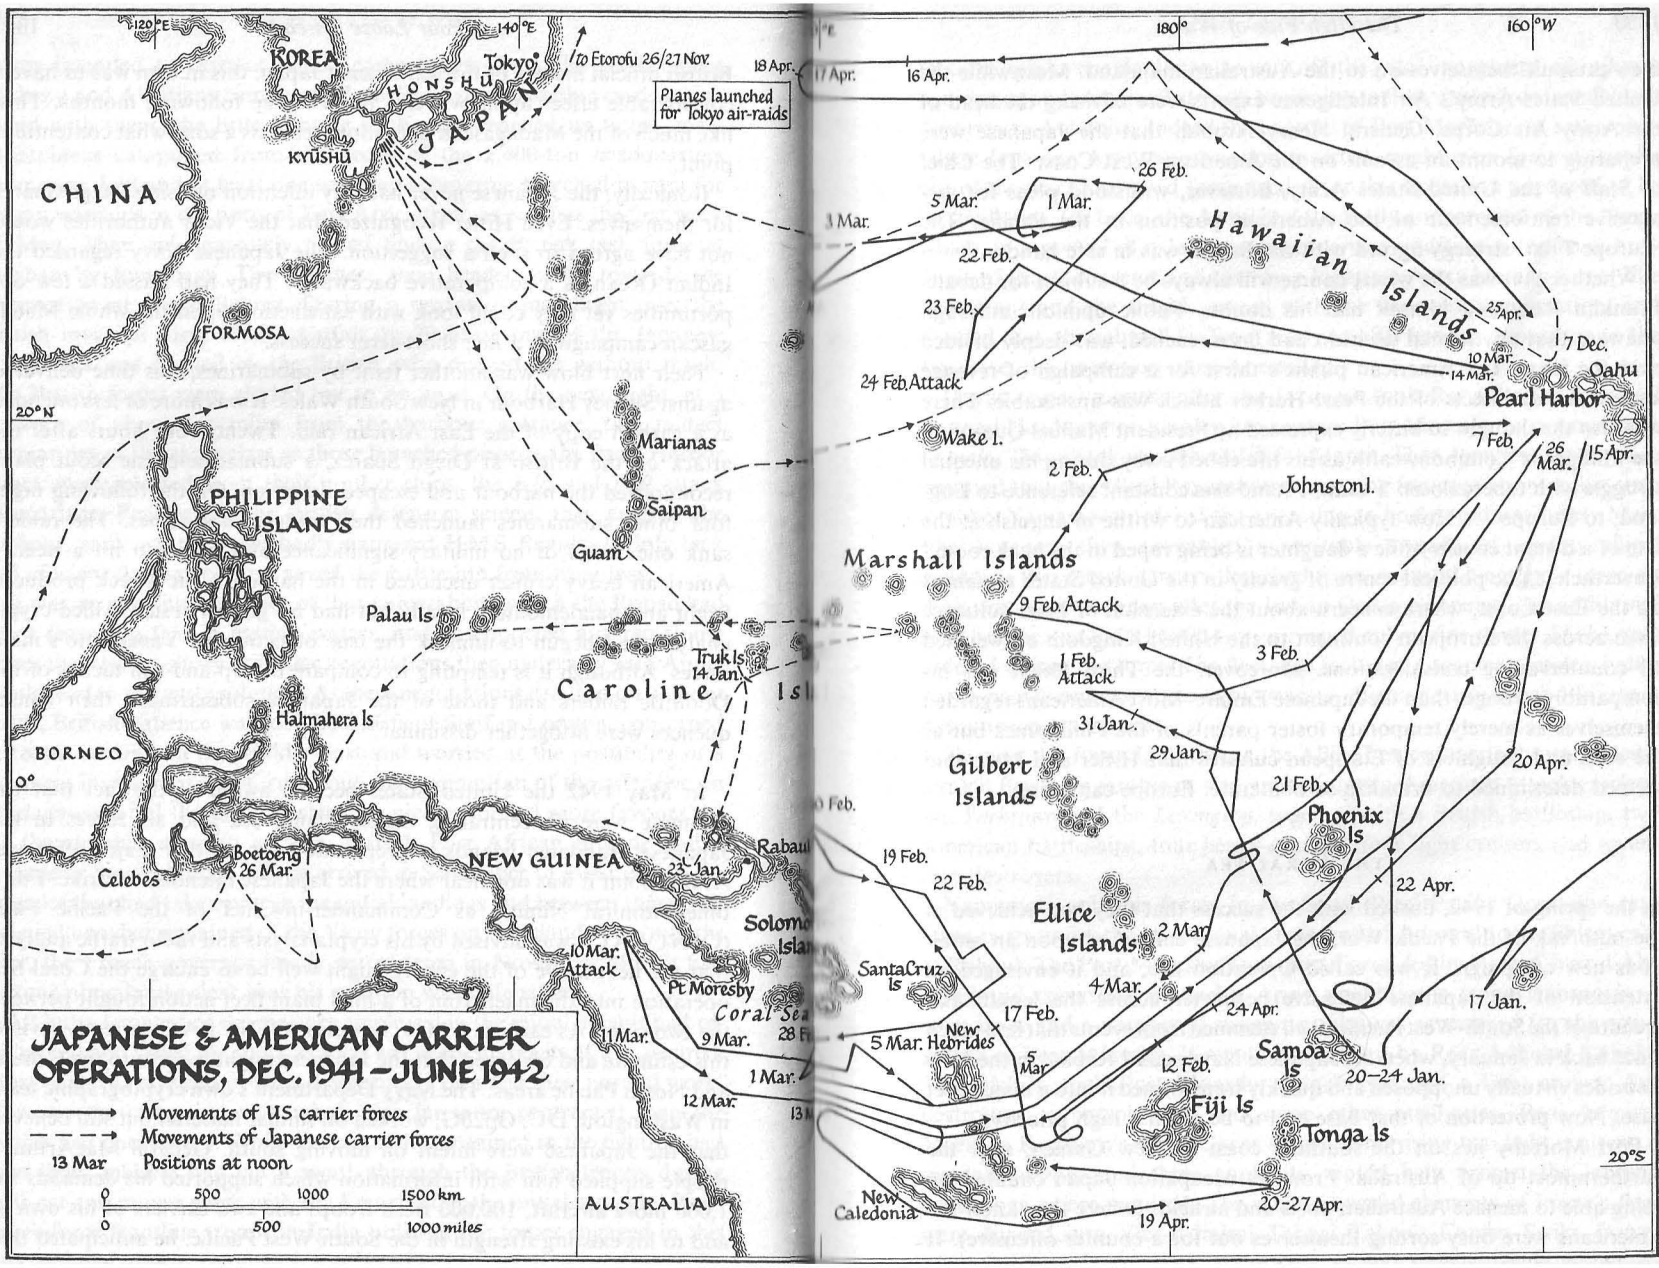 120°E
140°E
°E
180°
160°W
KOREA
Tokyo
HONSHŪ
JAPAN
to Etorofu 26/27 Nov.
18 Apr.
17 Apr.
16 Apr.
Planes launched
for Tokyo air-raids
KYŪSHŪ
CHINA
FORMOSA
26 Feb.
5 Mar.
1 Mar.
3 Mar.
22 Feb.
23 Feb.
24 Feb. Attack
Hawaiian
Islands
25 Apr.
7 Dec.
10 Mar.
14 Mar.
Oahu
Pearl Harbor
20°N
Marianas
Wake I.
7 Feb.
26
Mar.
15 Apr.
2 Feb.
Johnston I.
PHILIPPINE
ISLANDS
Saipan
Guam
Marshall Islands
9 Feb. Attack
Palau Is
Truk Is
14 Jan.
Caroline Isl
1 Feb.
Attack
3 Feb.
31 Jan.
29 Jan.
Halmahera Is
BORNEO
0°
Gilbert
Islands
20 Apr.
21 Feb.
Phoenix
Is
0 Feb.
19 Feb.
22 Feb.
22 Apr.
Boetoeng
26 Mar.
Celebes
NEW GUINEA
Rabaul
23 Jan.
Ellice
Islands
2 Mar.
Solomo
Islan
10 Mar.
Attack
Pt Moresby
Santa Cruz
Is
4 Mar.
17 Jan.
24 Apr.
17 Feb.
Coral Sea
28 F
11 Mar.
9 Mar.
New
Hebrides
5 Mar.
5
Mar.
Samoa
Is
20–24 Jan.
1 Mar.
12 Mar.
13 M
12 Feb.
Fiji Is
Tonga Is
20°S
New
Caledonia
19 Apr.
20–27 Apr.
AUSTRALIA
JAPANESE & AMERICAN CARRIER
OPERATIONS, DEC. 1941–JUNE 1942
Movements of US carrier forces
Movements of Japanese carrier forces
13 Mar Positions at noon
0 500 1000 1500 km
0 500 1000 miles